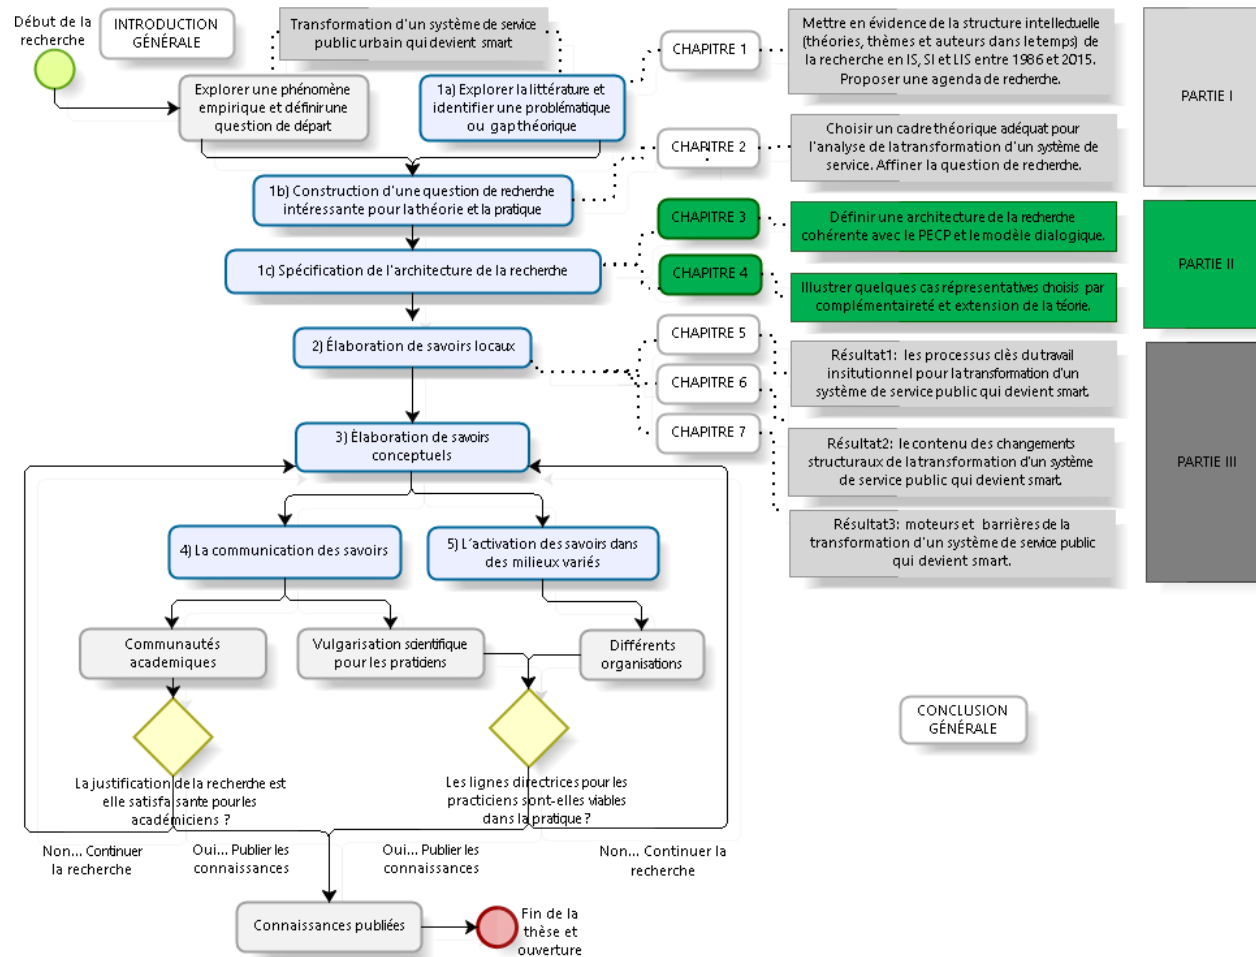 Début de la
recherche
INTRODUCTION
GÉNÉRALE
Transformation d'un système de service
public urbain qui devient smart
Explorer une phénomène
empirique et définir une
question de départ
1a) Explorer la littérature et
identifier une problématique
ou gap théorique
1b) Construction d'une question de recherche
intéressante pour la théorie et la pratique
1c) Spécification de l'architecture de la recherche
2) Élaboration de savoirs locaux
3) Élaboration de savoirs
conceptuels
4) La communication des savoirs
5) L´activation des savoirs dans
des milieux variés
Communautés
académiques
Vulgarisation scientifique
pour les praticiens
Différents
organisations
La justification de la recherche est
elle satisfaisante pour les
académiciens ?
Les lignes directrices pour les
practiciens sont-elles viables
dans la pratique ?
Non... Continuer
la recherche
Oui... Publier les
connaissances
Oui... Publier les
connaissances
Non... Continuer la
recherche
Connaissances publiées
Fin de la
thèse et
ouverture
CHAPITRE 1
CHAPITRE 2
CHAPITRE 3
CHAPITRE 4
CHAPITRE 5
CHAPITRE 6
CHAPITRE 7
Mettre en évidence de la structure intellectuelle
(théories, thèmes et auteurs dans le temps) de
la recherche en IS, SI et LIS entre 1986 et 2015.
Proposer une agenda de recherche.
Choisir un cadre théorique adéquat pour
l'analyse de la transformation d'un système de
service. Affiner la question de recherche.
Définir une architecture de la recherche
cohérente avec le PECP et le modèle dialogique.
Illustrer quelques cas réprésentatives choisis par
complémentaireté et extension de la téorie.
Résultat1: les processus clès du travail
insitutionnel pour la transformation d'un
système de service public qui devient smart.
Résultat2: le contenu des changements
structuraux de la transformation d'un système
de service public qui devient smart.
Résultat3: moteurs et barrières de la
transformation d'un système de service public
qui devient smart.
PARTIE I
PARTIE II
PARTIE III
CONCLUSION
GÉNÉRALE